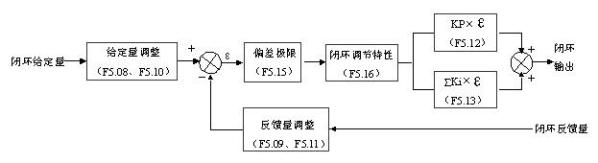 闭环给定量
给定量调整
（F5.08、F5.10）
+
−
ε
偏差极限
（F5.15）
闭环调节特性
（F5.16）
KP× ε
（F5.12）
∑Ki× ε
（F5.13）
+
+
闭环
输出
反馈量调整
（F5.09、F5.11）
闭环反馈量